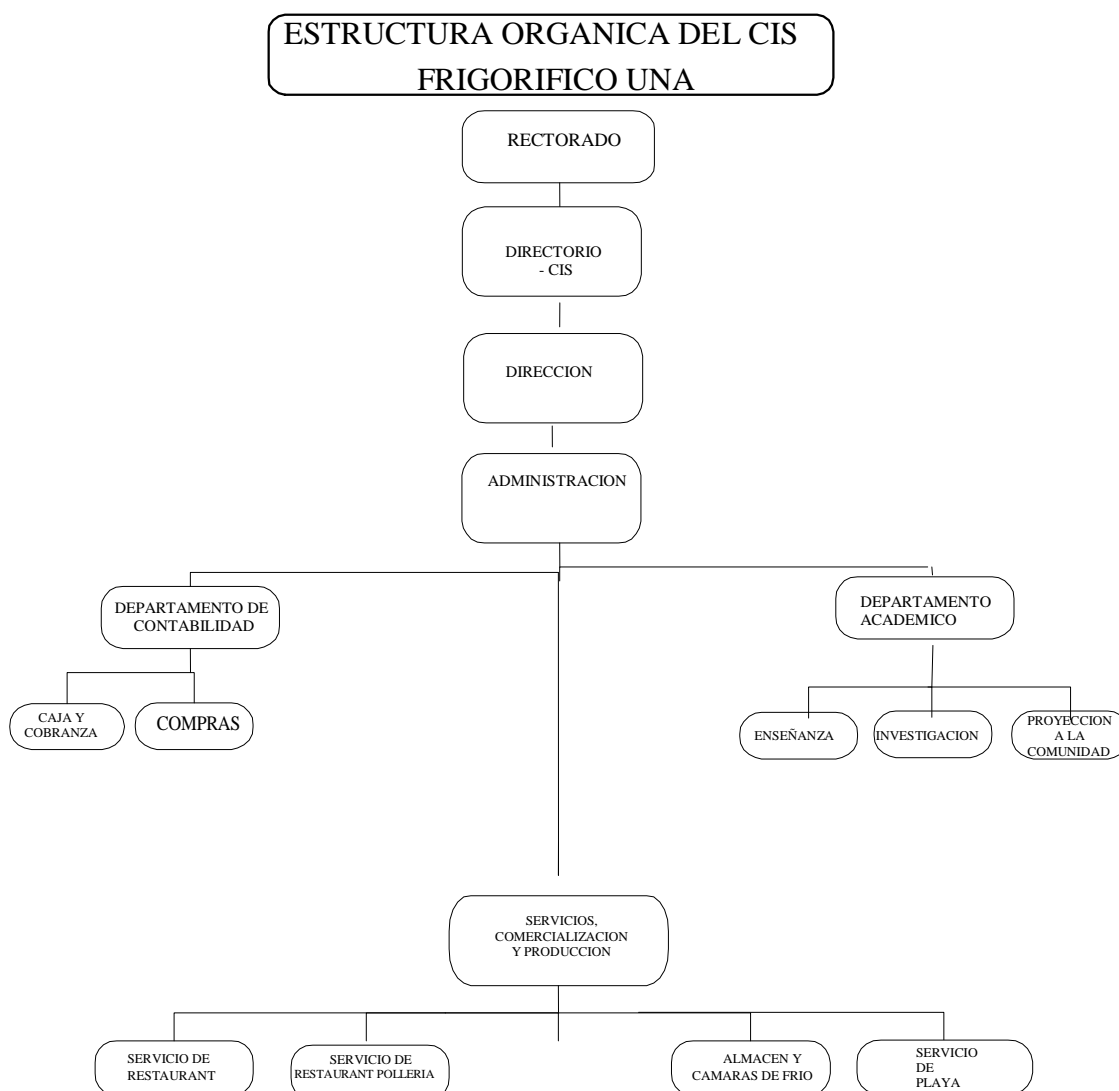 ESTRUCTURA ORGANICA DEL CIS
FRIGORIFICO UNA
RECTORADO
DIRECTORIO
- CIS
DIRECCION
ADMINISTRACION
DEPARTAMENTO DE
CONTABILIDAD
DEPARTAMENTO
ACADEMICO
CAJA Y
COBRANZA
COMPRAS
ENSEÑANZA
INVESTIGACION
PROYECCION
A LA
COMUNIDAD
SERVICIOS,
COMERCIALIZACION
Y PRODUCCION
SERVICIO DE
RESTAURANT
SERVICIO DE
RESTAURANT POLLERIA
ALMACEN Y
CAMARAS DE FRIO
SERVICIO
DE
PLAYA